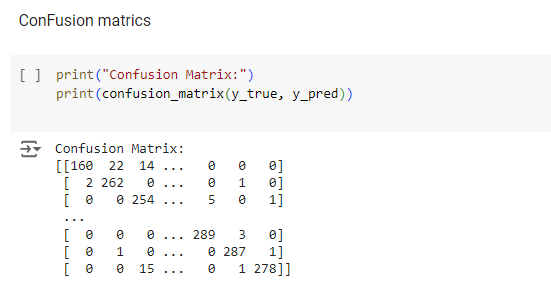 ConFusion matrics
[ ] print("Confusion Matrix:")
print(confusion_matrix(y_true, y_pred))
Confusion Matrix:
[[160 22 14 ... 0 0 0]
[ 2 262 0 ... 0 1 0]
[ 0 0 254 ... 5 0 1]
...
[ 0 0 0 ... 289 3 0]
[ 0 1 0 ... 0 287 1]
[ 0 0 15 ... 0 1 278]]